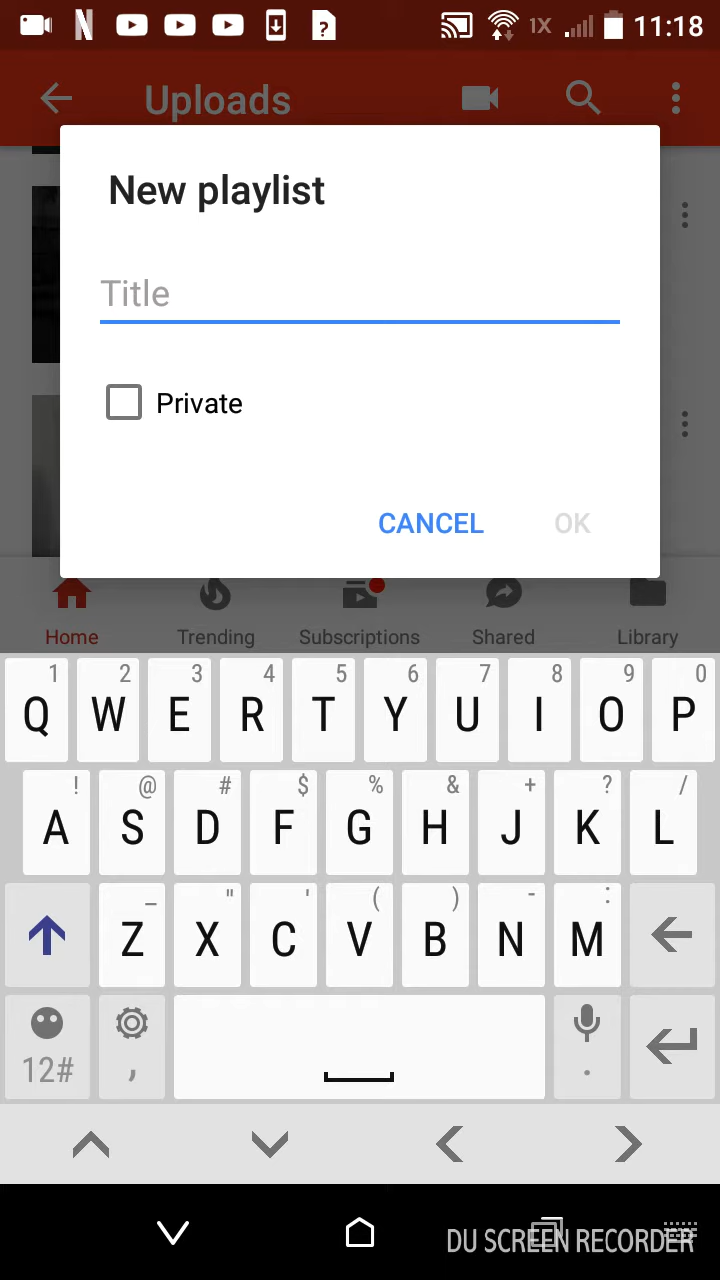 1X 11:18
Uploads
New playlist
Title
Private
CANCEL OK
Home Trending Subscriptions Shared Library
1 2 3 4 5 6 7 8 9 0
Q W E R T Y U I O P
! @ # $ % & + ? /
A S D F G H J K L
_ " ' ( ) - :
Z X C V B N M
12# , .
DU SCREEN RECORDER